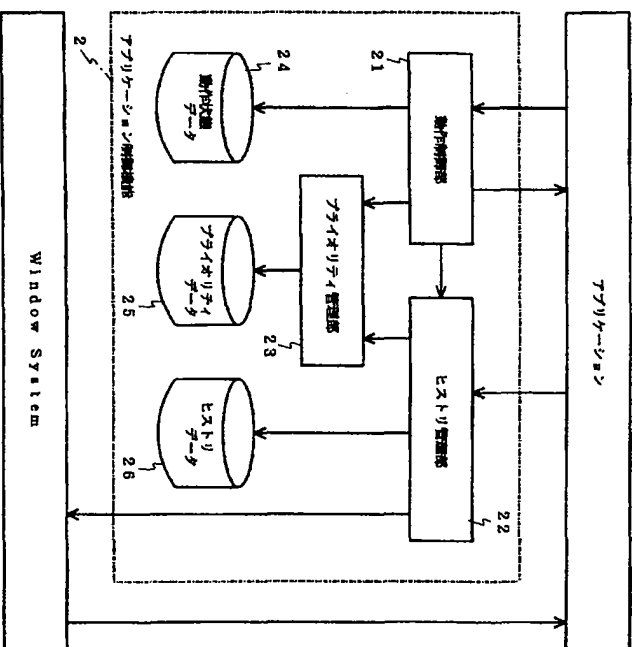 アプリケーション
21
動作制御部
ヒストリ管理部
22
プライオリティ管理部
23
24
動作状態
データ
プライオリティ
データ
25
ヒストリ
データ
26
2
アプリケーション制御機構
Window System